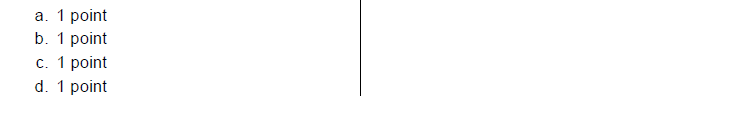 a. 1 point
b. 1 point
c. 1 point
d. 1 point